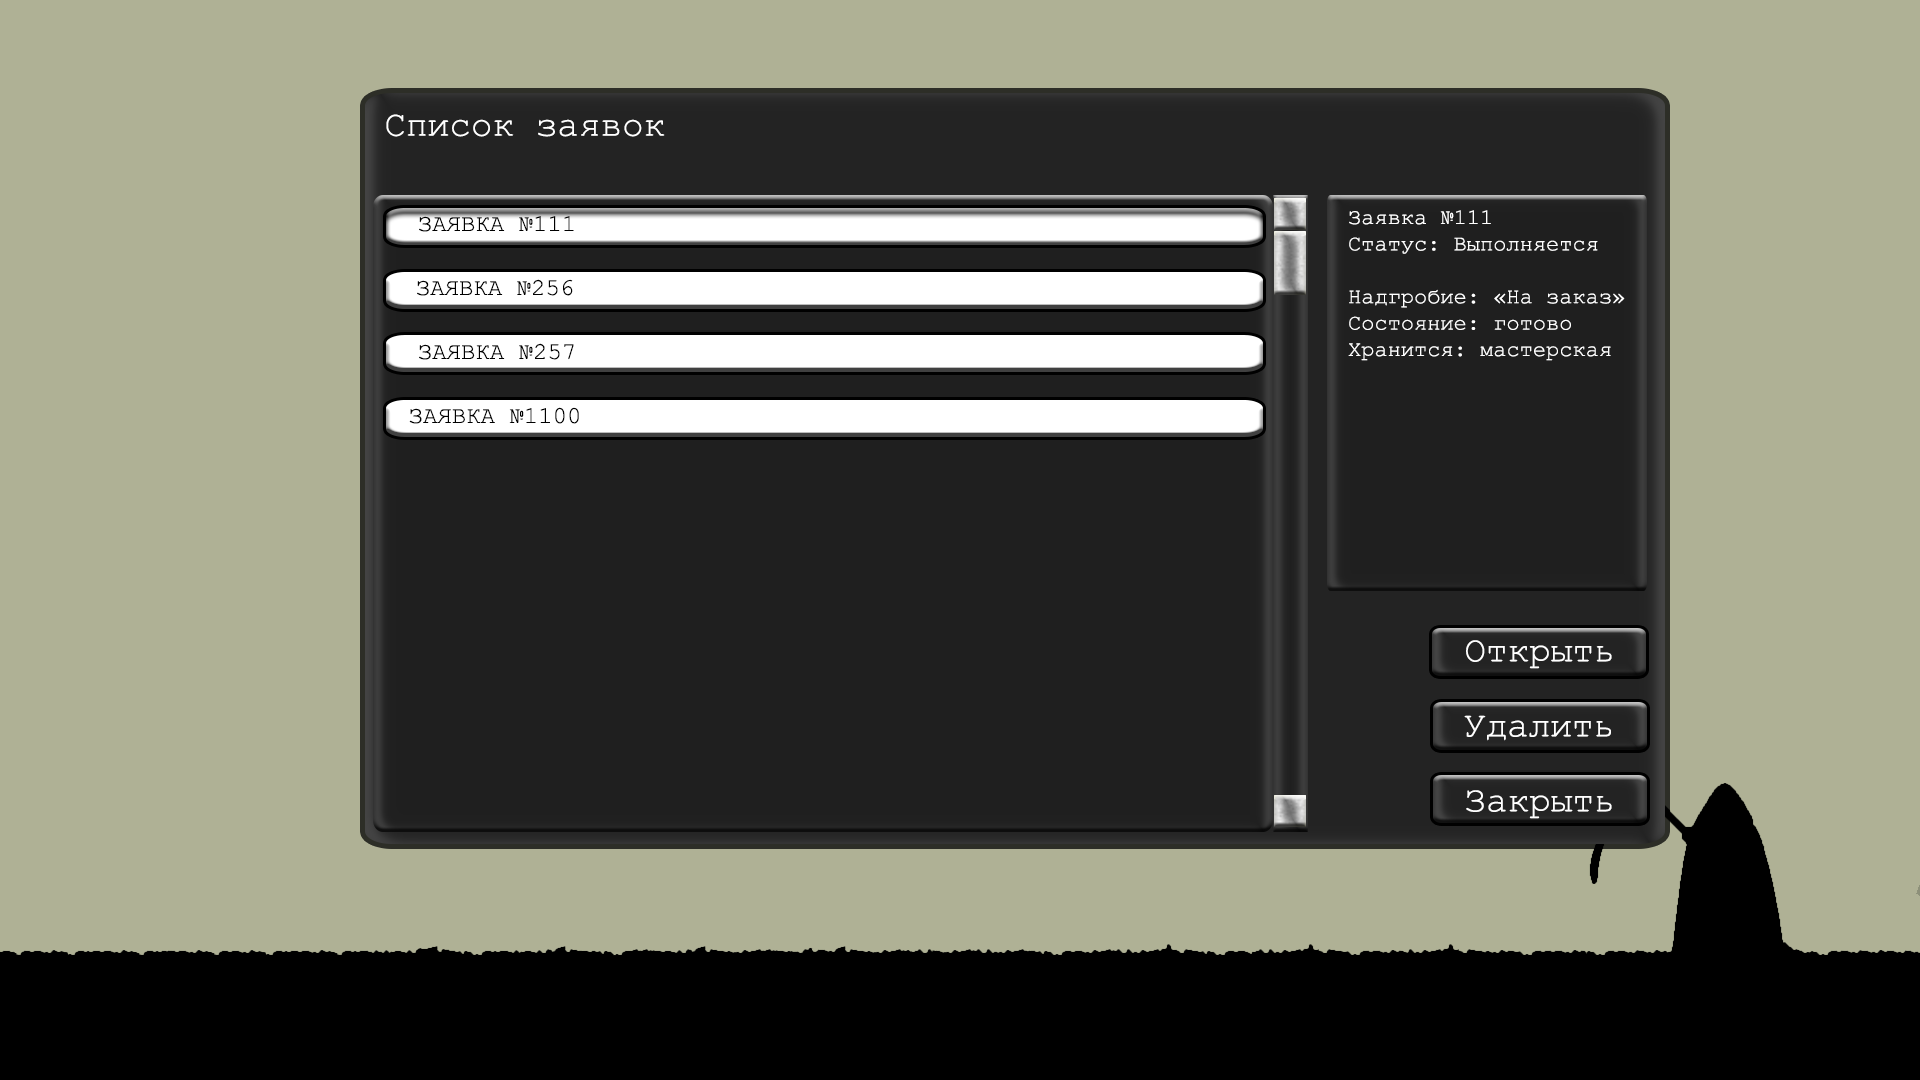 Список заявок
ЗАЯВКА №111
ЗАЯВКА №256
ЗАЯВКА №257
ЗАЯВКА №1100
Заявка №111
Статус: Выполняется
Надгробие: «На заказ»
Состояние: готово
Хранится: мастерская
Открыть
Удалить
Закрыть